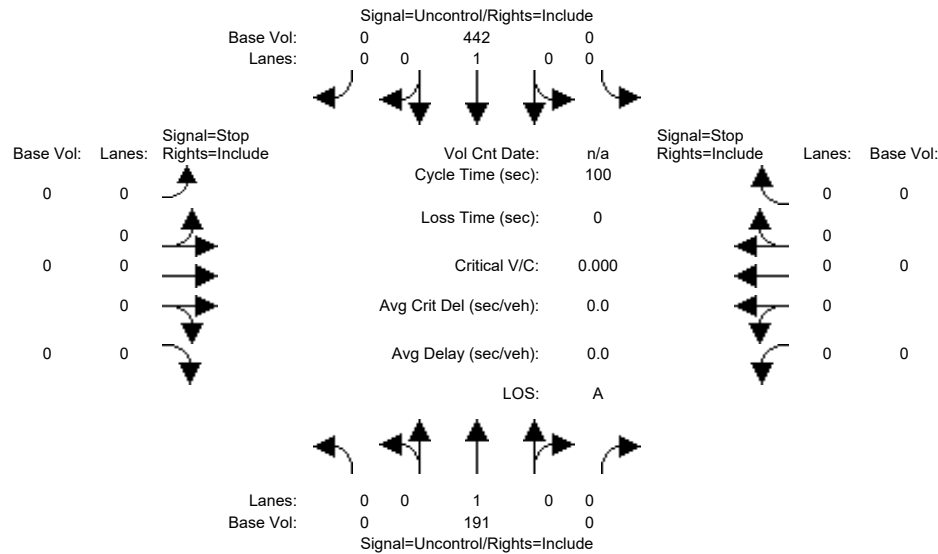 Signal=Uncontrol/Rights=Include
Base Vol: 0 442 0
Lanes: 0 0 1 0 0
Signal=Stop Signal=Stop
Base Vol: Lanes: Rights=Include Vol Cnt Date: n/a Rights=Include Lanes: Base Vol:
Cycle Time (sec): 100
0 0 0 0
Loss Time (sec): 0
0 0
0 0 Critical V/C: 0.000 0 0
0 Avg Crit Del (sec/veh): 0.0 0
0 0 Avg Delay (sec/veh): 0.0 0 0
LOS: A
Lanes: 0 0 1 0 0
Base Vol: 0 191 0
Signal=Uncontrol/Rights=Include